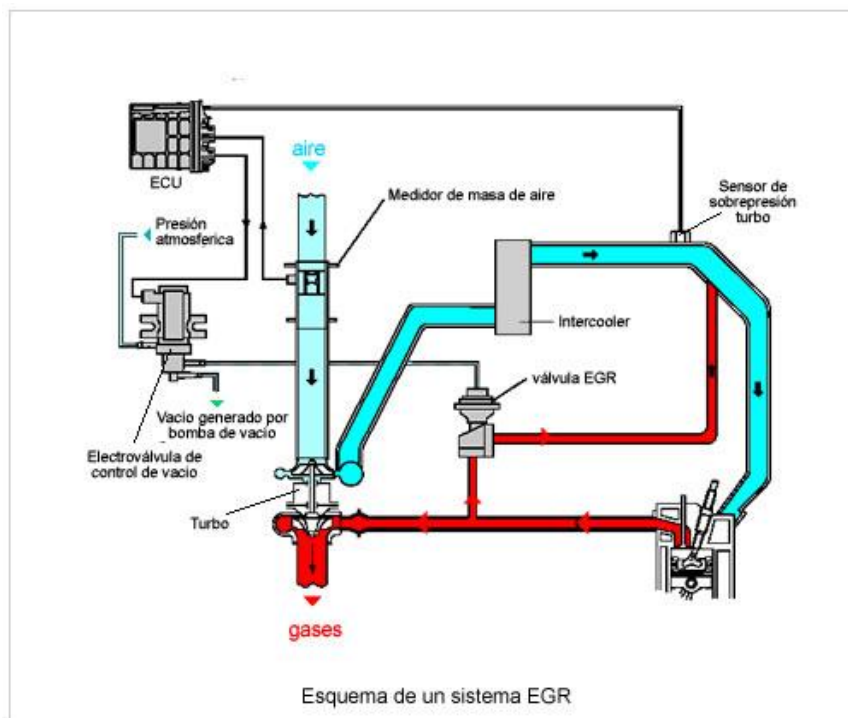 ECU
aire
Medidor de masa de aire
Sensor de
sobrepresión
turbo
Presión
atmosferica
Intercooler
válvula EGR
Vacio generado por
bomba de vacio
Electroválvula de
control de vacio
Turbo
gases
Esquema de un sistema EGR